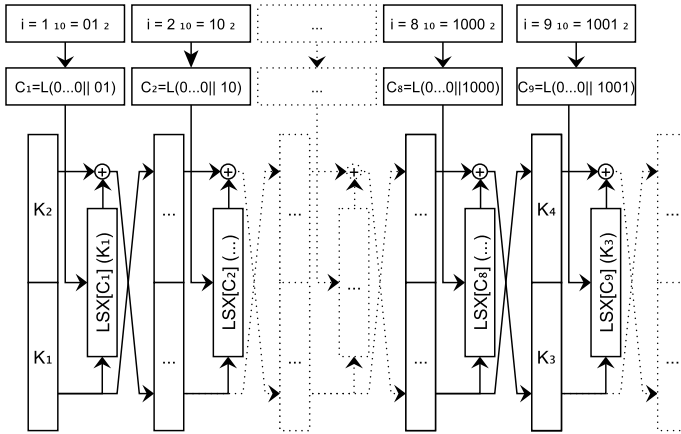 i = 1 ₁₀ = 01 ₂
i = 2 ₁₀ = 10 ₂
...
i = 8 ₁₀ = 1000 ₂
i = 9 ₁₀ = 1001 ₂
C₁=L(0...0|| 01)
C₂=L(0...0|| 10)
...
C₈=L(0...0||1000)
C₉=L(0...0|| 1001)
K₂
LSX[C₁] (K₁)
K₁
...
LSX[C₂] (...)
...
...
...
...
...
LSX[C₈] (...)
...
K₄
LSX[C₉] (K₃)
K₃
...
...